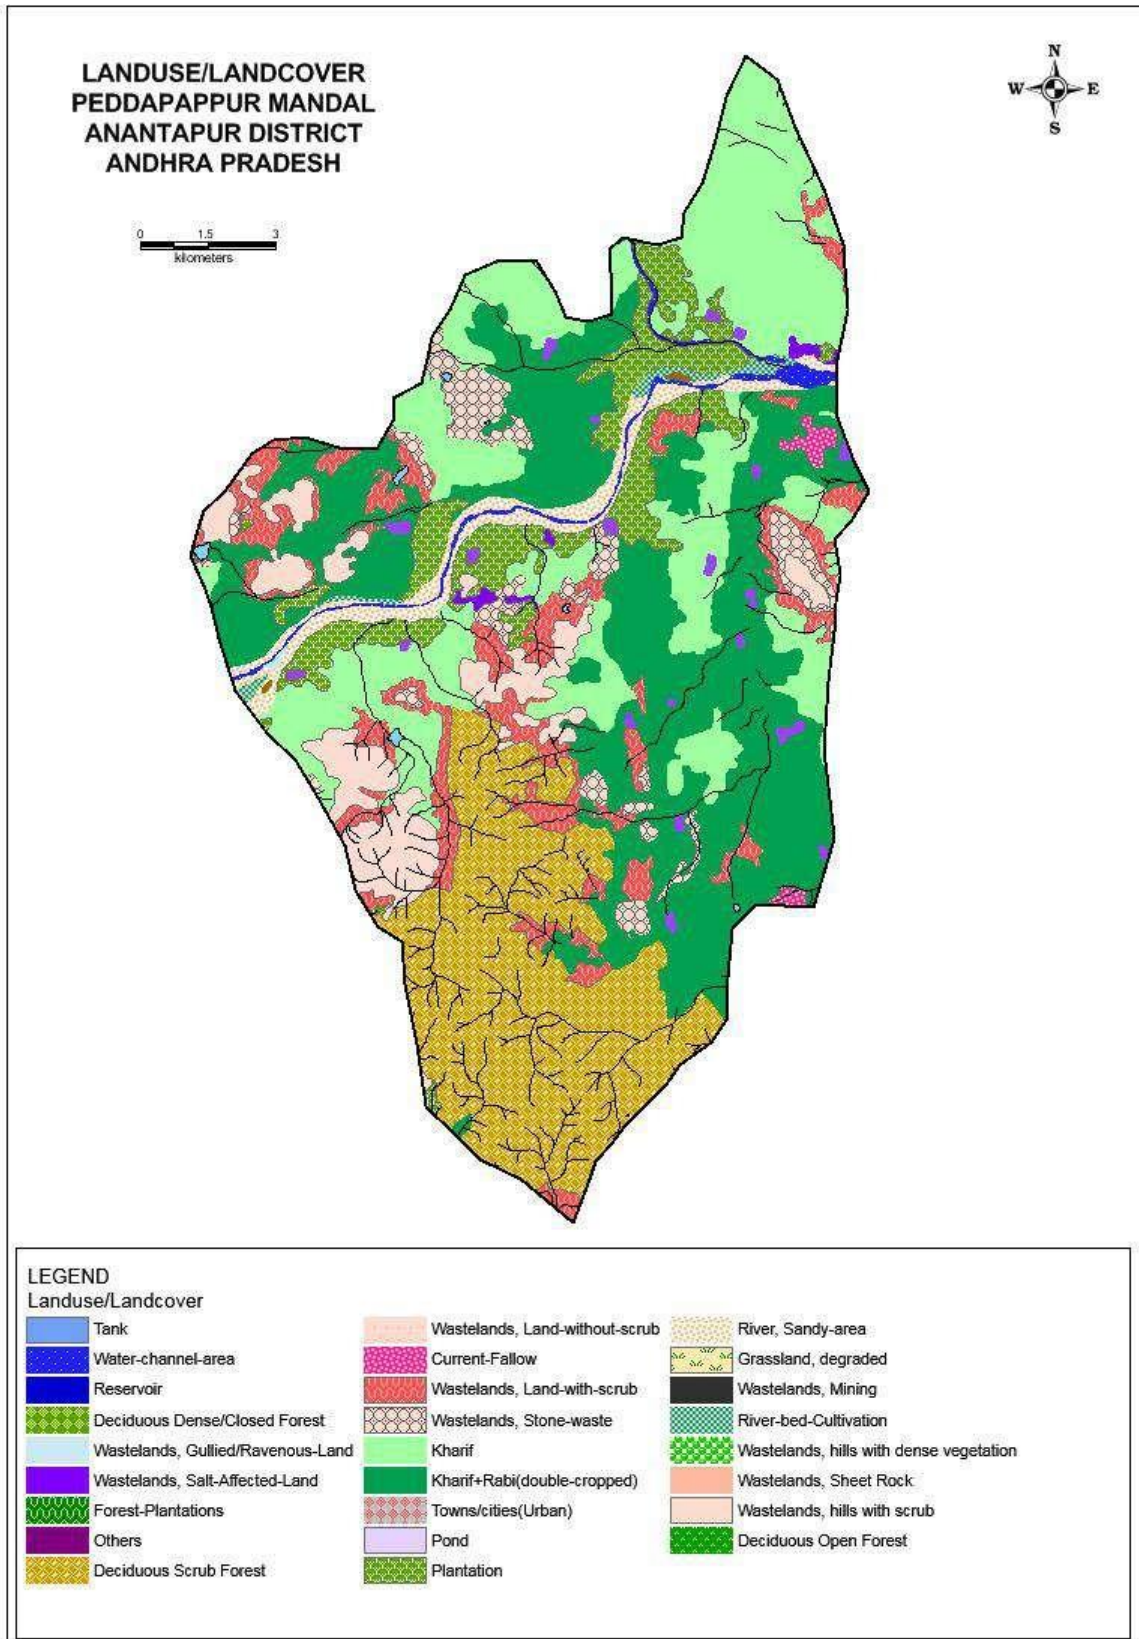 LANDUSE/LANDCOVER
PEDDAPAPPUR MANDAL
ANANTAPUR DISTRICT
ANDHRA PRADESH
N
W E
S
0 1.5 3
kilometers
LEGEND
Landuse/Landcover
Tank
Water-channel-area
Reservoir
Deciduous Dense/Closed Forest
Wastelands, Gullied/Ravenous-Land
Wastelands, Salt-Affected-Land
Forest-Plantations
Others
Deciduous Scrub Forest
Wastelands, Land-without-scrub
Current-Fallow
Wastelands, Land-with-scrub
Wastelands, Stone-waste
Kharif
Kharif+Rabi(double-cropped)
Towns/cities(Urban)
Pond
Plantation
River, Sandy-area
Grassland, degraded
Wastelands, Mining
River-bed-Cultivation
Wastelands, hills with dense vegetation
Wastelands, Sheet Rock
Wastelands, hills with scrub
Deciduous Open Forest